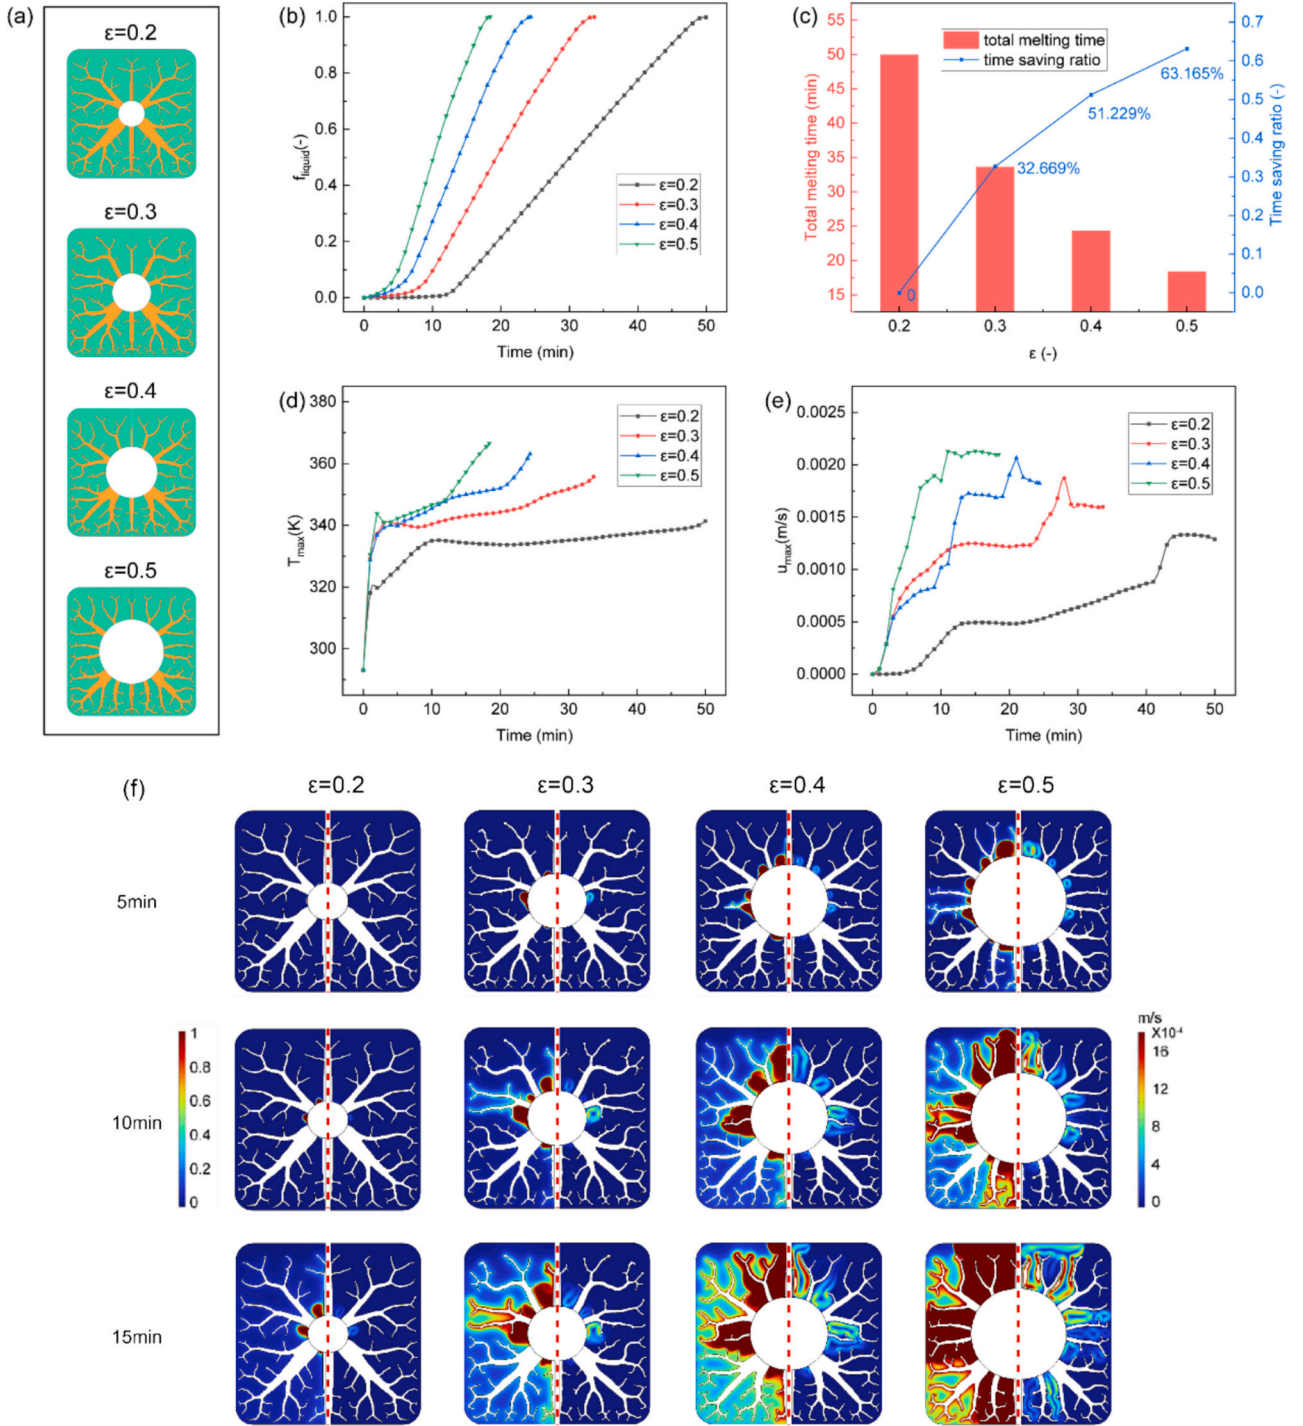 (a)
ε=0.2
ε=0.3
ε=0.4
ε=0.5
(b)
1.0
0.8
0.6
0.4
0.2
0.0
f_liquid(-)
0 10 20 30 40 50
Time (min)
ε=0.2
ε=0.3
ε=0.4
ε=0.5
(c)
total melting time
time saving ratio
55
50
45
40
35
30
25
20
15
Total melting time (min)
0.7
0.6
0.5
0.4
0.3
0.2
0.1
0.0
Time saving ratio (-)
63.165%
51.229%
32.669%
0
0.2 0.3 0.4 0.5
ε (-)
(d)
380
360
340
320
300
T_max(K)
0 10 20 30 40 50
Time (min)
ε=0.2
ε=0.3
ε=0.4
ε=0.5
(e)
0.0025
0.0020
0.0015
0.0010
0.0005
0.0000
u_max(m/s)
0 10 20 30 40 50
Time (min)
ε=0.2
ε=0.3
ε=0.4
ε=0.5
(f)
ε=0.2 ε=0.3 ε=0.4 ε=0.5
5min
10min
15min
1
0.8
0.6
0.4
0.2
0
m/s
X10⁻⁴
16
12
8
4
0